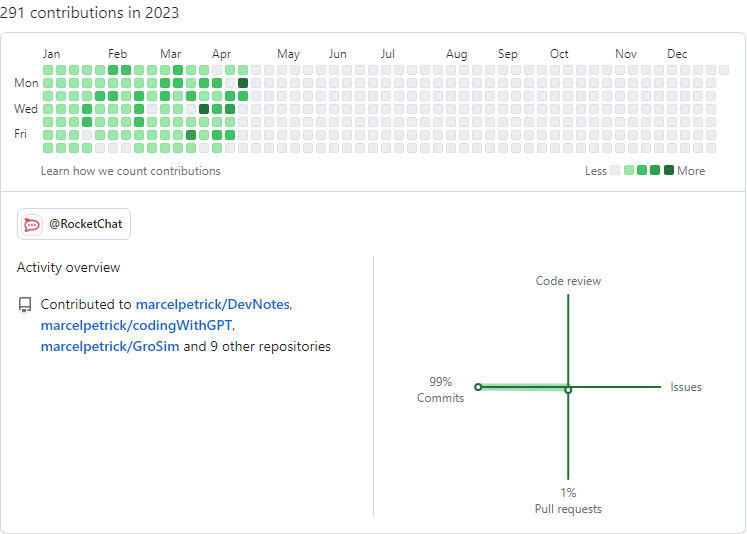 291 contributions in 2023
Jan Feb Mar Apr May Jun Jul Aug Sep Oct Nov Dec
Mon
Wed
Fri
Learn how we count contributions Less More
@RocketChat
Activity overview
Contributed to marcelpetrick/DevNotes,
marcelpetrick/codingWithGPT,
marcelpetrick/GroSim and 9 other repositories
Code review
99%
Commits
Issues
1%
Pull requests